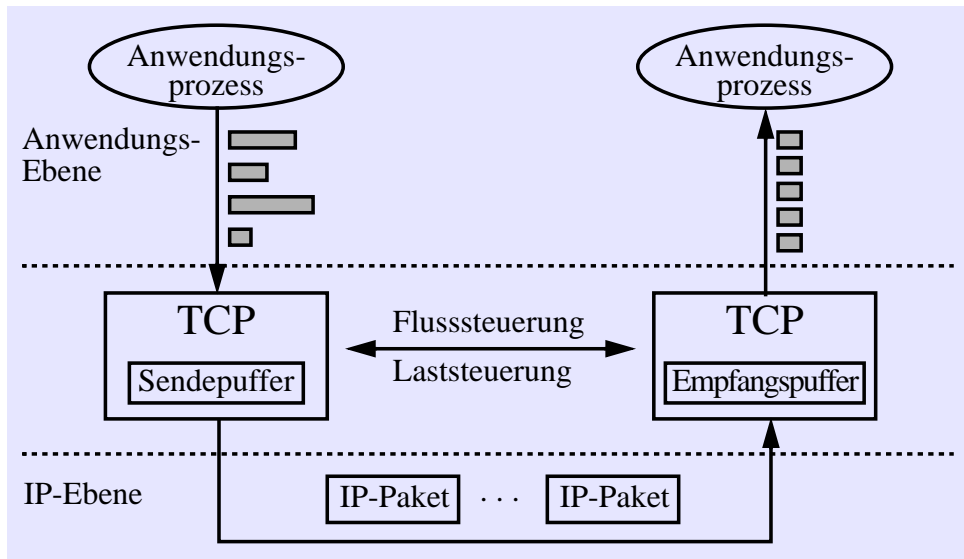 Anwendungs-
prozess
Anwendungs-
prozess
Anwendungs-
Ebene
TCP
Sendepuffer
Flusssteuerung
Laststeuerung
TCP
Empfangspuffer
IP-Ebene
IP-Paket · · · IP-Paket